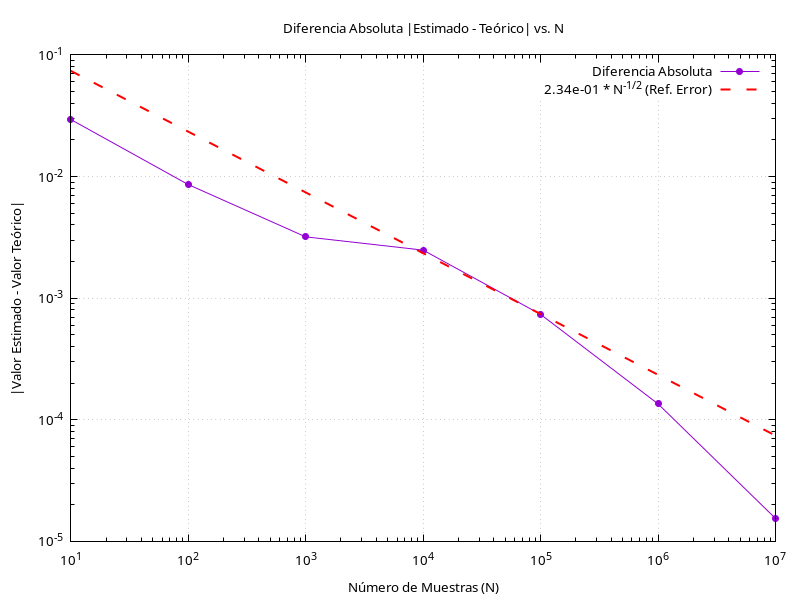 Diferencia Absoluta |Estimado - Teórico| vs. N
Diferencia Absoluta
2.34e-01 * N^-1/2 (Ref. Error)
|Valor Estimado - Valor Teórico|
10^-1
10^-2
10^-3
10^-4
10^-5
10^1 10^2 10^3 10^4 10^5 10^6 10^7
Número de Muestras (N)